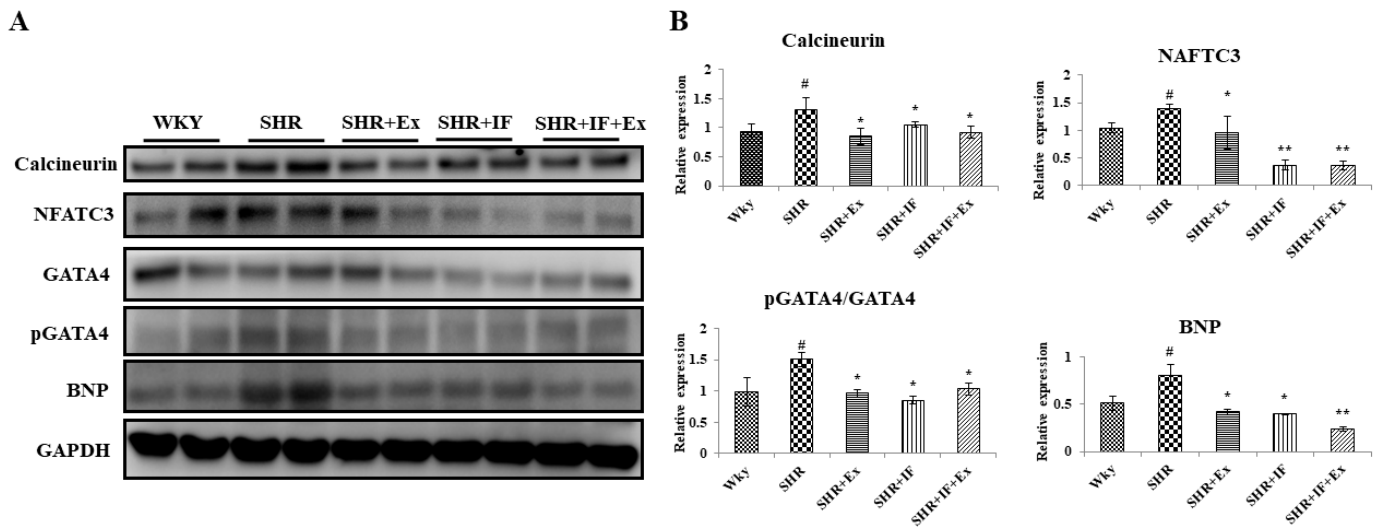 A
WKY SHR SHR+Ex SHR+IF SHR+IF+Ex
Calcineurin
NFATC3
GATA4
pGATA4
BNP
GAPDH
B
Calcineurin
Relative expression
2
1.5
1
0.5
0
#
*
*
*
Wky SHR SHR+Ex SHR+IF SHR+IF+Ex
NAFTC3
Relative expression
2
1.5
1
0.5
0
#
*
**
**
Wky SHR SHR+Ex SHR+IF SHR+IF+Ex
pGATA4/GATA4
Relative expression
2
1.5
1
0.5
0
#
*
*
*
Wky SHR SHR+Ex SHR+IF SHR+IF+Ex
BNP
Relative expression
1
0.5
0
#
*
*
**
Wky SHR SHR+Ex SHR+IF SHR+IF+Ex